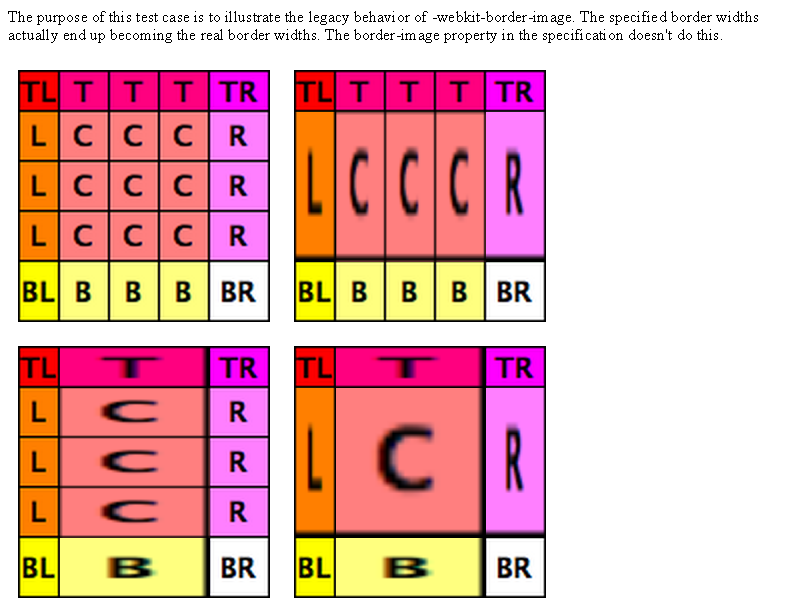 The purpose of this test case is to illustrate the legacy behavior of -webkit-border-image. The specified border widths
actually end up becoming the real border widths. The border-image property in the specification doesn't do this.
TL T T T TR
L C C C R
L C C C R
L C C C R
BL B B B BR
TL T T T TR
L C C C R
BL B B B BR
TL T TR
L C R
L C R
L C R
BL B BR
TL T TR
L C R
BL B BR